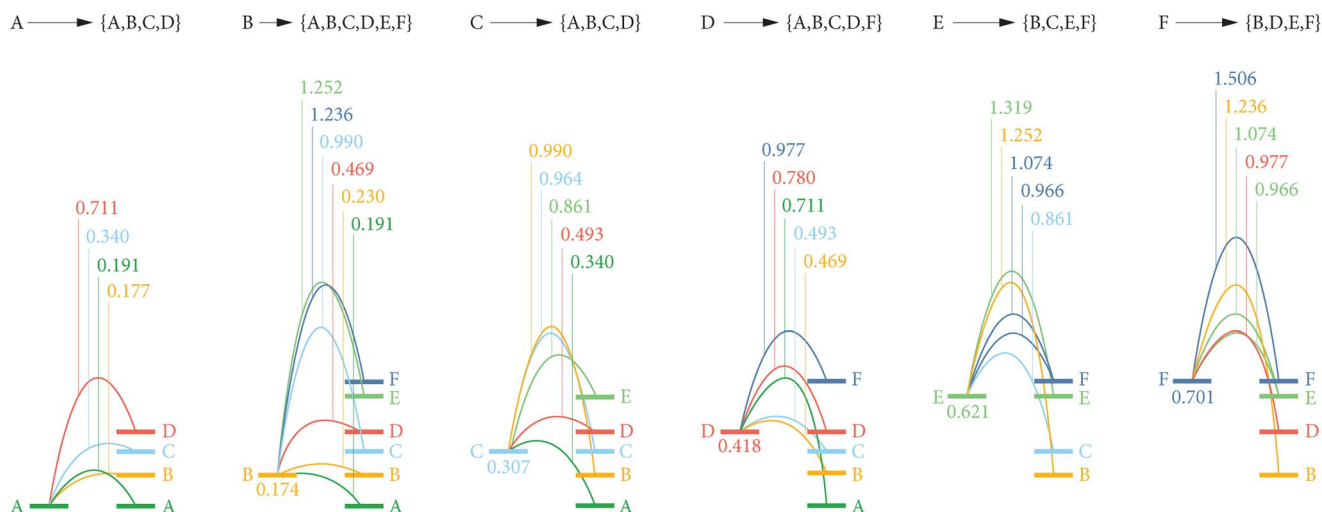 A → {A,B,C,D}
B → {A,B,C,D,E,F}
C → {A,B,C,D}
D → {A,B,C,D,F}
E → {B,C,E,F}
F → {B,D,E,F}
0.711
0.340
0.191
0.177
D
C
B
A
A
1.252
1.236
0.990
0.469
0.230
0.191
F
E
D
C
B
A
B
0.174
0.990
0.964
0.861
0.493
0.340
E
D
C
B
A
C
0.307
0.977
0.780
0.711
0.493
0.469
F
D
C
B
A
D
0.418
1.319
1.252
1.074
0.966
0.861
F
E
C
B
E
0.621
1.506
1.236
1.074
0.977
0.966
F
E
D
B
F
0.701